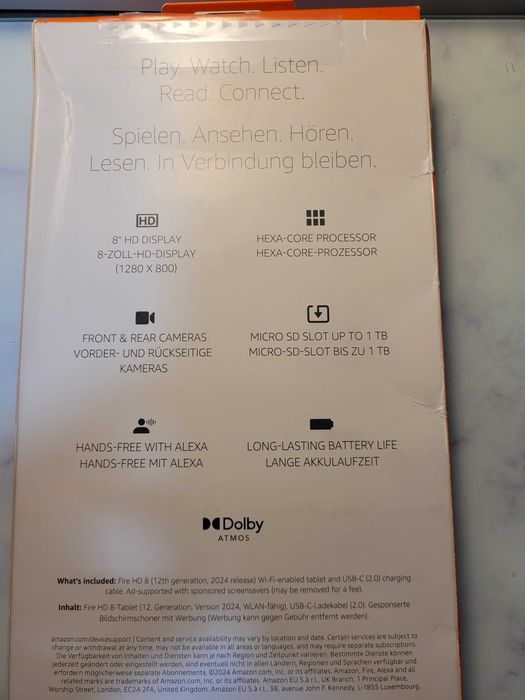 Play. Watch. Listen.
Read. Connect.
Spielen. Ansehen. Hören.
Lesen. In Verbindung bleiben.
HD
8" HD DISPLAY
8-ZOLL-HD-DISPLAY
(1280 X 800)
HEXA-CORE PROCESSOR
HEXA-CORE-PROZESSOR
FRONT & REAR CAMERAS
VORDER- UND RÜCKSEITIGE
KAMERAS
MICRO SD SLOT UP TO 1 TB
MICRO-SD-SLOT BIS ZU 1 TB
HANDS-FREE WITH ALEXA
HANDS-FREE MIT ALEXA
LONG-LASTING BATTERY LIFE
LANGE AKKULAUFZEIT
Dolby
ATMOS
What's included: Fire HD 8 (12th generation, 2024 release) Wi-Fi-enabled tablet and USB-C (2.0) charging
cable. Ad-supported with sponsored screensavers (may be removed for a fee).
Inhalt: Fire HD 8-Tablet (12. Generation, Version 2024, WLAN-fähig), USB-C-Ladekabel (2.0). Gesponserte
Bildschirmschoner mit Werbung (Werbung kann gegen Gebühr entfernt werden).
amazon.com/devicesupport | Content and service availability may vary by location and date. Certain services are subject to
change or withdrawal at any time, may not be available in all areas or languages, and may require separate subscriptions.
Die Verfügbarkeit von Inhalten und Diensten kann je nach Region und Zeitpunkt variieren. Bestimmte Dienste können
jederzeit geändert oder eingestellt werden, sind eventuell nicht in allen Ländern, Regionen und Sprachen verfügbar und
erfordern möglicherweise separate Abonnements. ©2024 Amazon.com, Inc. or its affiliates. Amazon, Fire, Alexa and all
related marks are trademarks of Amazon.com, Inc. or its affiliates. Amazon EU S.à r.l., UK Branch, 1 Principal Place,
Worship Street, London, EC2A 2FA, United Kingdom. Amazon EU S.à r.l., 38, avenue John F. Kennedy, L-1855 Luxembourg.